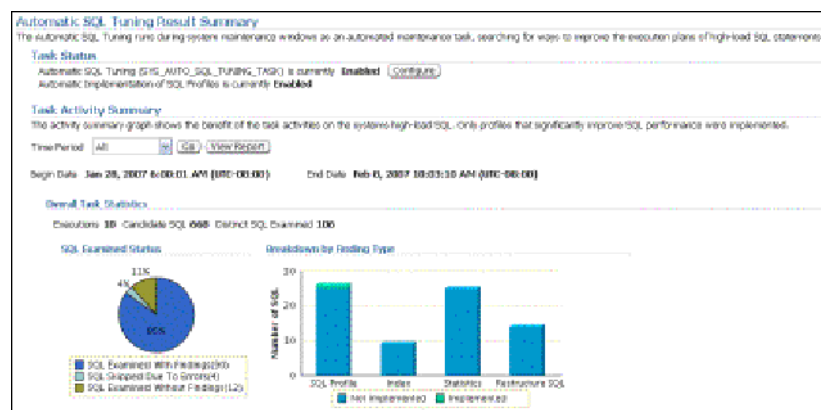 Automatic SQL Tuning Result Summary
The Automatic SQL Tuning runs during system maintenance windows as an automated maintenance task, searching for ways to improve the execution plans of high-load SQL statements
Task Status
Automatic SQL Tuning (SYS_AUTO_SQL_TUNING_TASK) is currently Enabled Configure
Automatic Implementation of SQL Profiles is currently Enabled
Task Activity Summary
The activity summary graph shows the benefit of the task activities on the systems high-load SQL. Only profiles that significantly improve SQL performance were implemented.
Time Period All Go View Report
Begin Date Jan 28, 2007 6:00:01 AM (UTC-08:00) End Date Feb 6, 2007 10:03:10 AM (UTC-08:00)
Overall Task Statistics
Executions 10 Candidate SQL 668 Distinct SQL Examined 106
SQL Examined Status Breakdown by Finding Type
11%
4%
85%
SQL Examined With Findings(90)
SQL Skipped Due To Errors(4)
SQL Examined Without Findings(12)
Number of SQL
30
20
10
0
SQL Profile Index Statistics Restructure SQL
Not Implemented Implemented